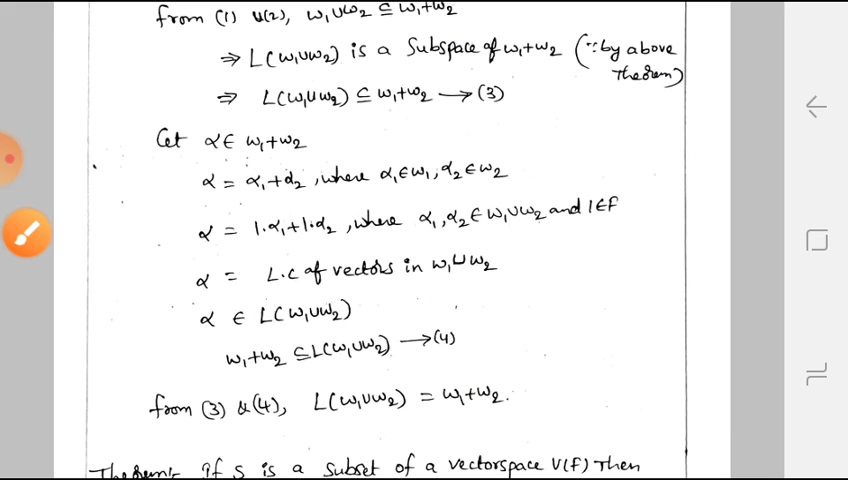 from (1) &(2), W₁∪W₂ ⊆ W₁+W₂
⇒ L(W₁∪W₂) is a Subspace of W₁+W₂ (∵ by above
Theorem)
⇒ L(W₁∪W₂) ⊆ W₁+W₂ → (3)
Let α ∈ W₁+W₂
α = α₁+α₂, where α₁∈W₁, α₂∈W₂
α = 1·α₁+1·α₂, where α₁, α₂ ∈ W₁∪W₂ and 1∈F
α = L.C of vectors in W₁∪W₂
α ∈ L(W₁∪W₂)
W₁+W₂ ⊆ L(W₁∪W₂) → (4)
from (3) &(4), L(W₁∪W₂) = W₁+W₂.
Theorem:- If S is a Subset of a vectorspace V(F) Then